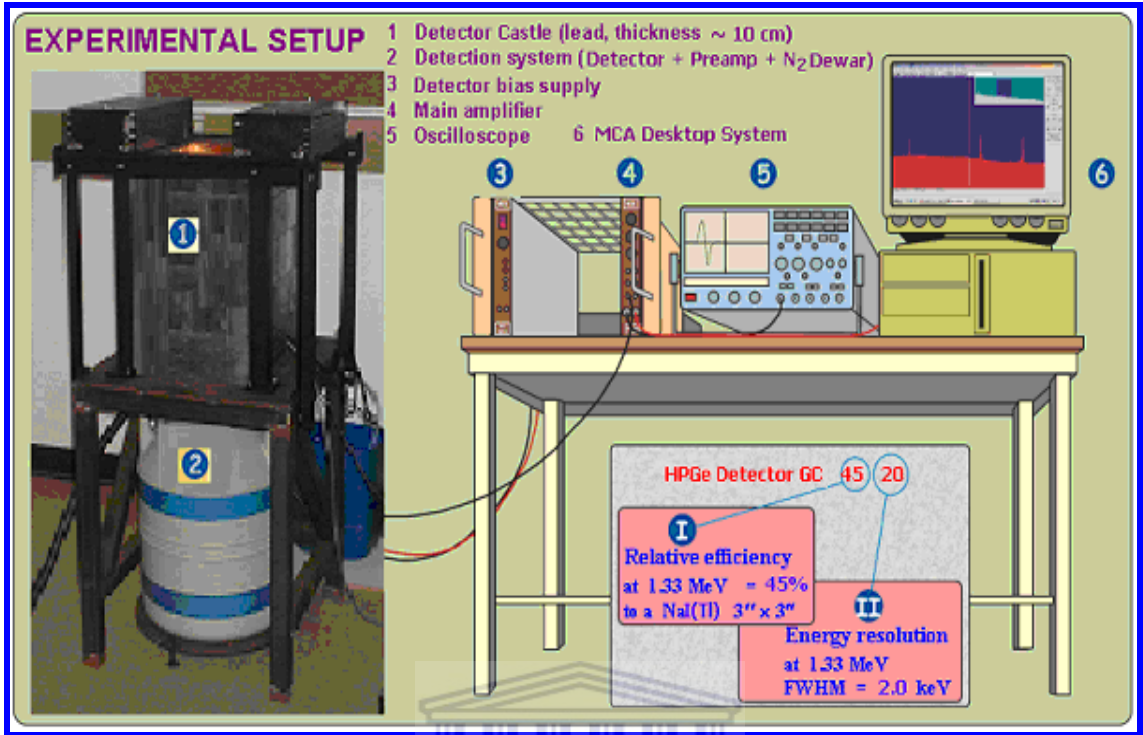 EXPERIMENTAL SETUP
1 Detector Castle (lead, thickness ~ 10 cm)
2 Detection system (Detector + Preamp + N2 Dewar)
3 Detector bias supply
4 Main amplifier
5 Oscilloscope 6 MCA Desktop System
3 4 5 6
1
2
HPGe Detector GC 45 20
I
Relative efficiency
at 1.33 MeV = 45%
to a NaI(Tl) 3" x 3"
II
Energy resolution
at 1.33 MeV
FWHM = 2.0 keV